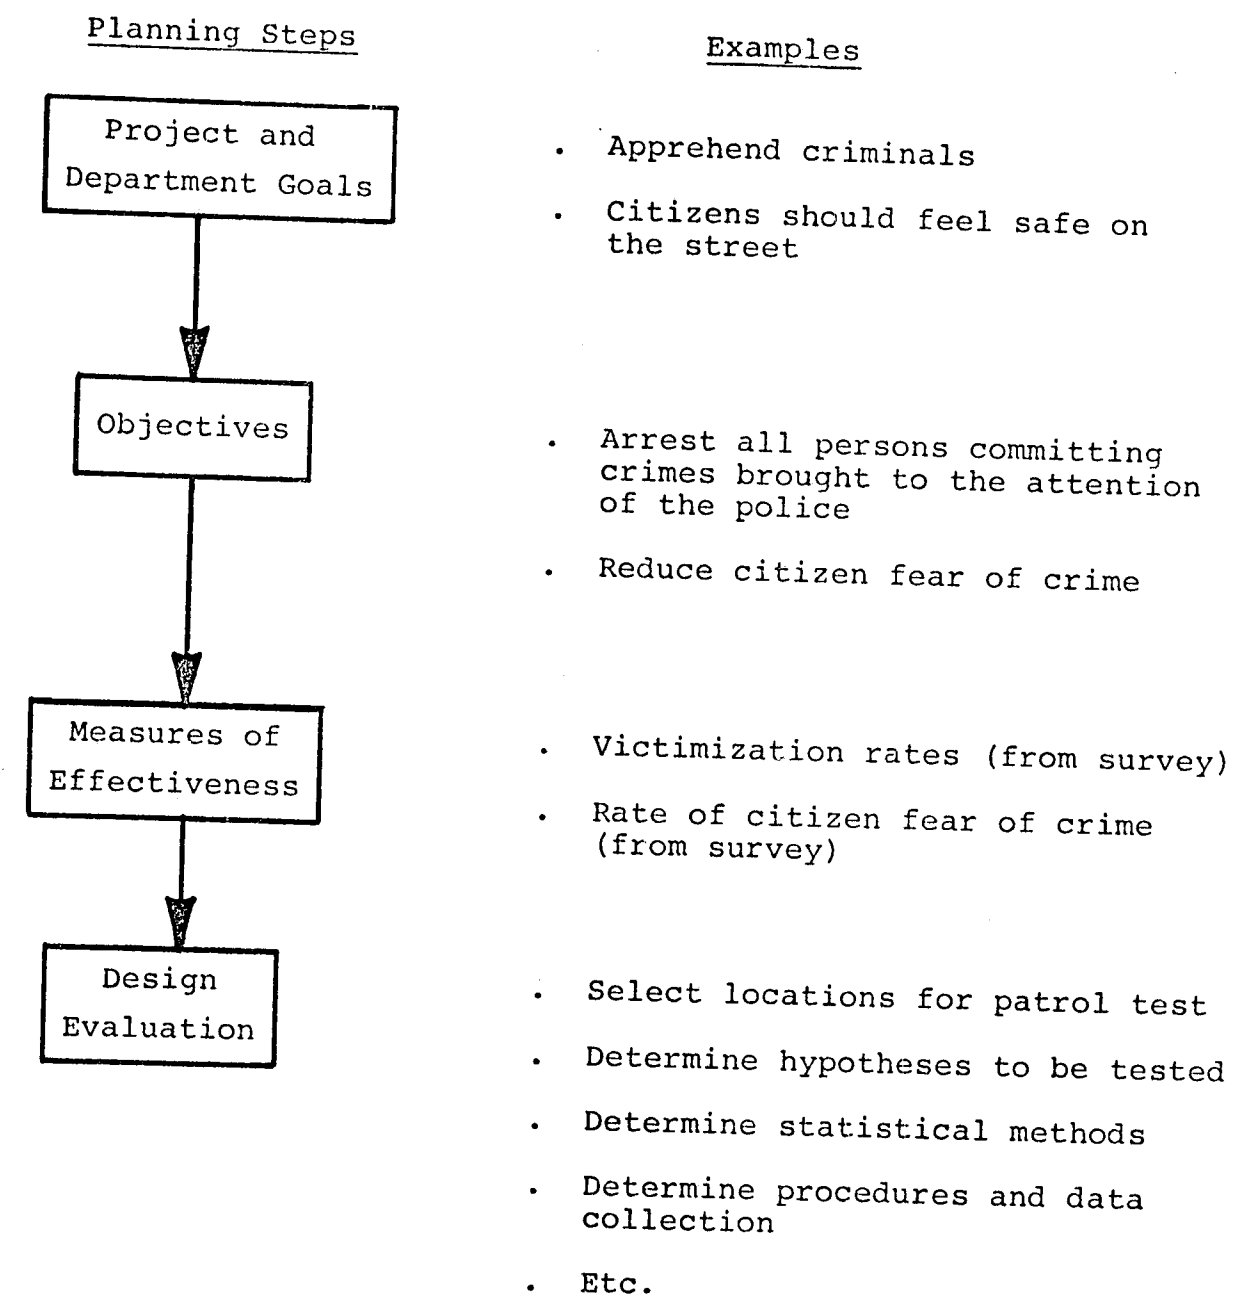 Planning Steps
Examples
Project and
Department Goals
. Apprehend criminals
. Citizens should feel safe on
the street
Objectives
. Arrest all persons committing
crimes brought to the attention
of the police
. Reduce citizen fear of crime
Measures of
Effectiveness
. Victimization rates (from survey)
. Rate of citizen fear of crime
(from survey)
Design
Evaluation
. Select locations for patrol test
. Determine hypotheses to be tested
. Determine statistical methods
. Determine procedures and data
collection
. Etc.